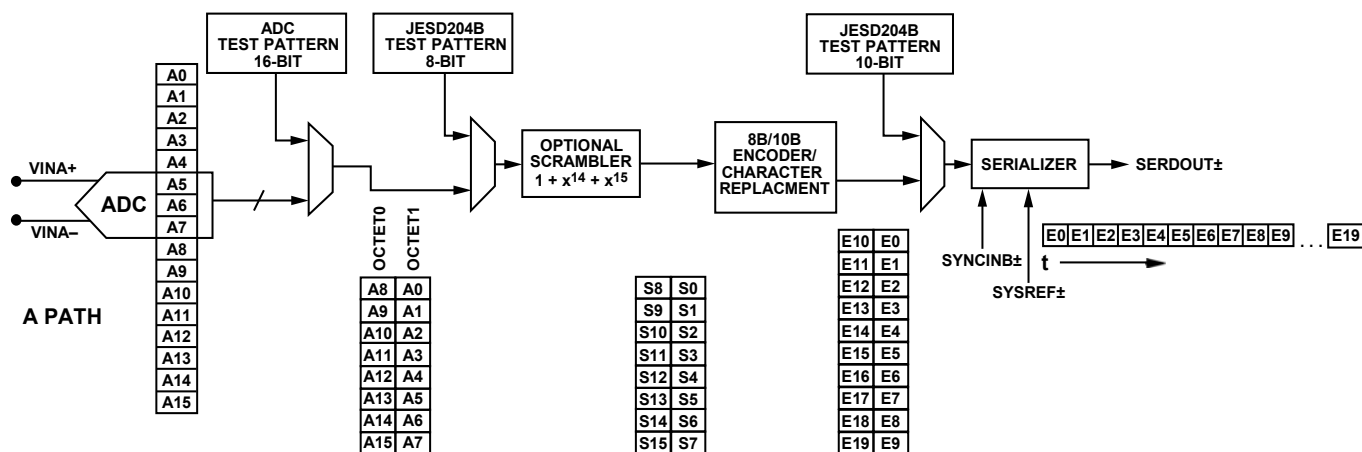 ADC
TEST PATTERN
16-BIT
JESD204B
TEST PATTERN
8-BIT
JESD204B
TEST PATTERN
10-BIT
A0
A1
A2
A3
A4
A5
A6
A7
A8
A9
A10
A11
A12
A13
A14
A15
VINA+
ADC
VINA–
A PATH
OPTIONAL
SCRAMBLER
1 + x14 + x15
8B/10B
ENCODER/
CHARACTER
REPLACMENT
SERIALIZER
SERDOUT±
SYNCINB±
SYSREF±
E0 E1 E2 E3 E4 E5 E6 E7 E8 E9 ... E19
t
OCTET0
OCTET1
A8 A0
A9 A1
A10 A2
A11 A3
A12 A4
A13 A5
A14 A6
A15 A7
S8 S0
S9 S1
S10 S2
S11 S3
S12 S4
S13 S5
S14 S6
S15 S7
E10 E0
E11 E1
E12 E2
E13 E3
E14 E4
E15 E5
E16 E6
E17 E7
E18 E8
E19 E9